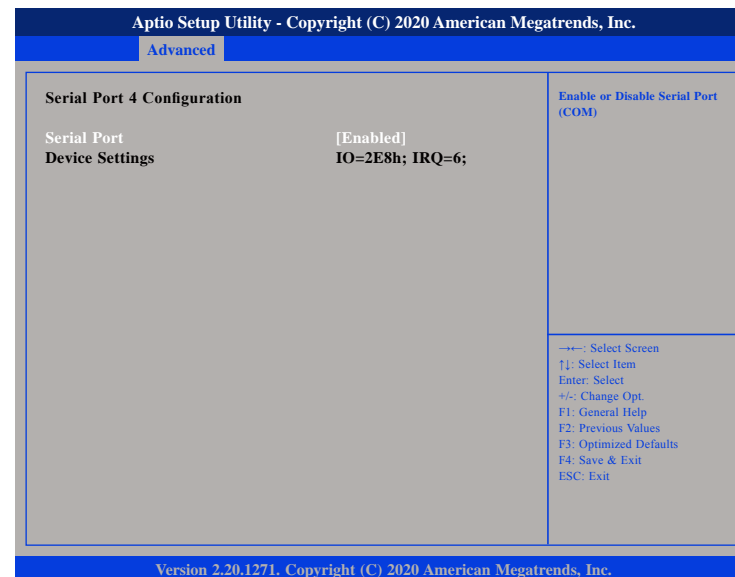 Aptio Setup Utility - Copyright (C) 2020 American Megatrends, Inc.
Advanced
Serial Port 4 Configuration
Serial Port [Enabled]
Device Settings IO=2E8h; IRQ=6;
Enable or Disable Serial Port
(COM)
→←: Select Screen
↑↓: Select Item
Enter: Select
+/-: Change Opt.
F1: General Help
F2: Previous Values
F3: Optimized Defaults
F4: Save & Exit
ESC: Exit
Version 2.20.1271. Copyright (C) 2020 American Megatrends, Inc.